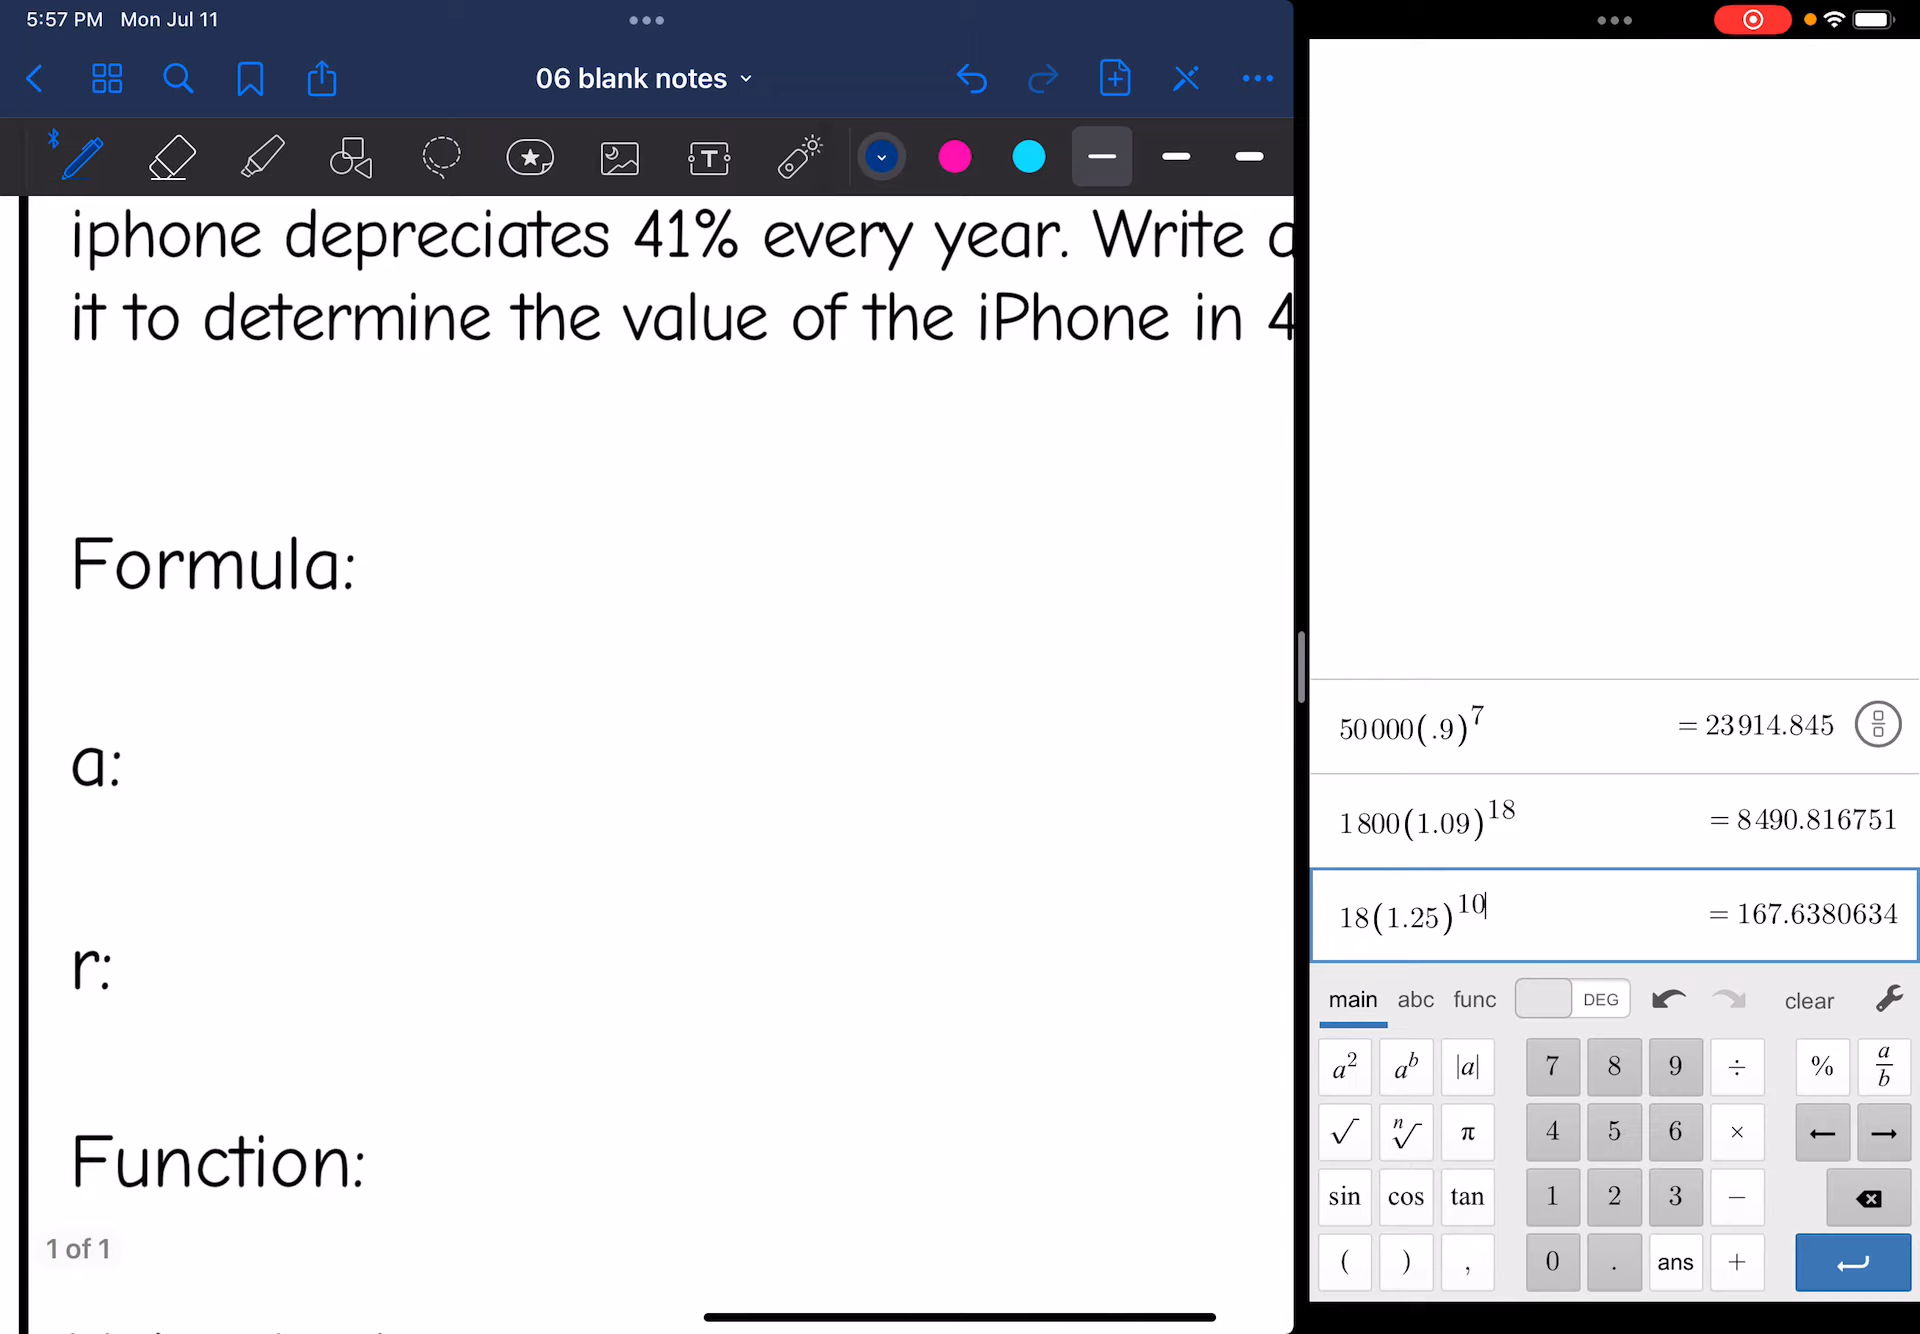 5:57 PM Mon Jul 11
06 blank notes
T
iphone depreciates 41% every year. Write
it to determine the value of the iPhone in 4
Formula:
a:
r:
Function:
1 of 1
50000(.9)^7 = 23914.845
1800(1.09)^18 = 8490.816751
18(1.25)^10 = 167.6380634
main abc func DEG clear
a² aᵇ |a| 7 8 9 ÷ % a/b
√ ⁿ√ π 4 5 6 × ← →
sin cos tan 1 2 3 −
( ) , 0 . ans +